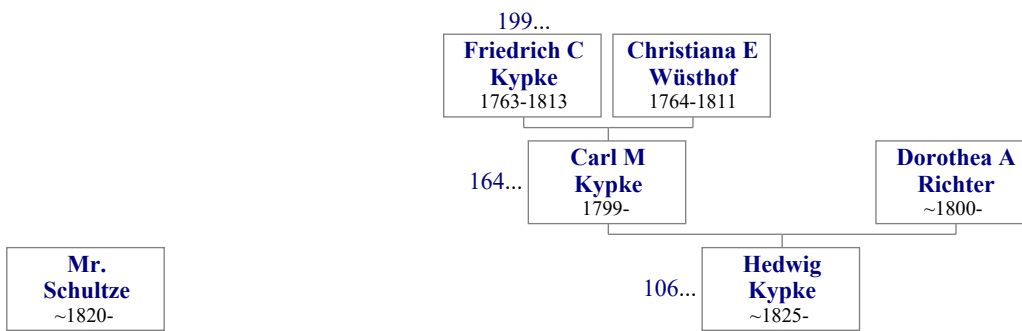 199...
Friedrich C
Kypke
1763-1813
Christiana E
Wüsthof
1764-1811
164...
Carl M
Kypke
1799-
Dorothea A
Richter
~1800-
Mr.
Schultze
~1820-
106...
Hedwig
Kypke
~1825-